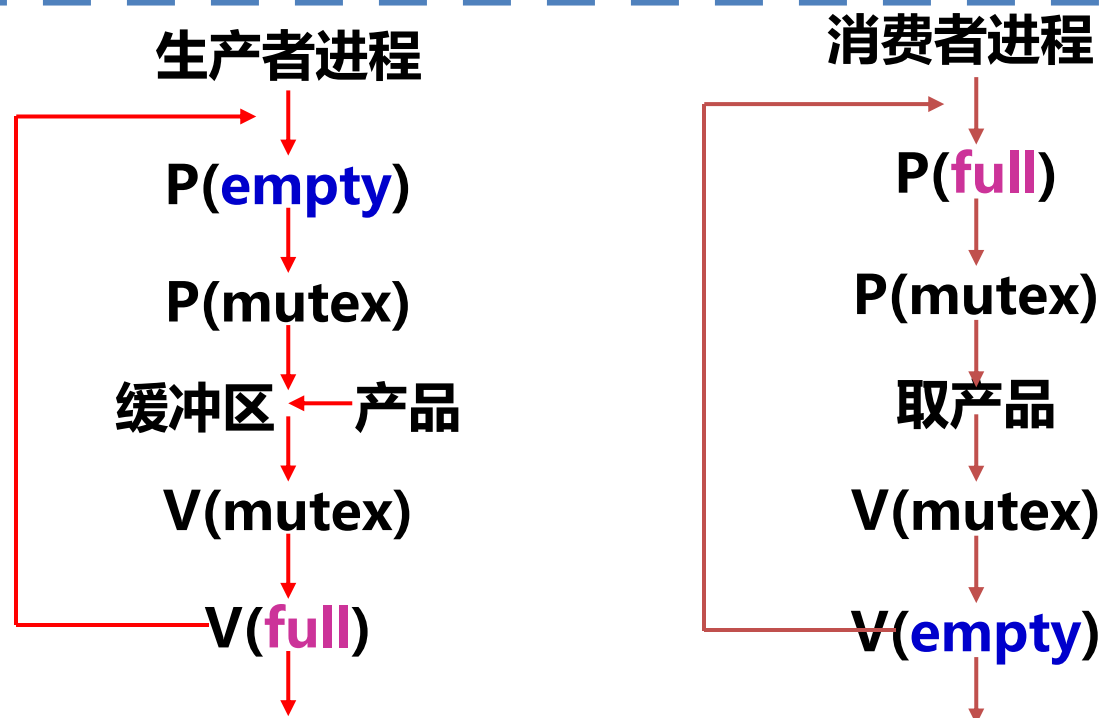 生产者进程
P(empty)
P(mutex)
缓冲区 产品
V(mutex)
V(full)
消费者进程
P(full)
P(mutex)
取产品
V(mutex)
V(empty)